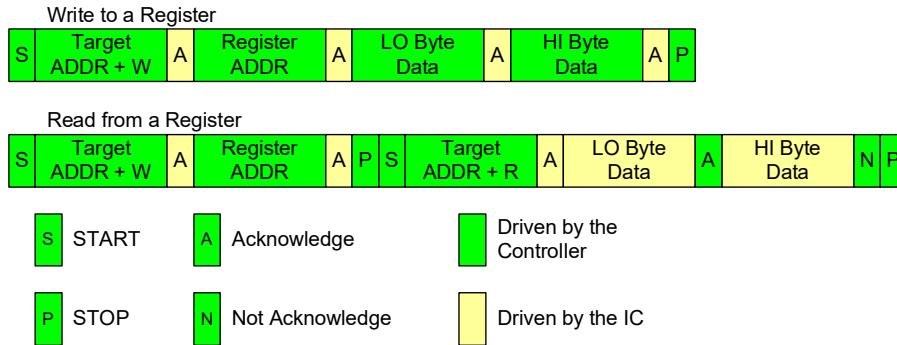 Write to a Register
S Target ADDR + W A Register ADDR A LO Byte Data A HI Byte Data A P
Read from a Register
S Target ADDR + W A Register ADDR A P S Target ADDR + R A LO Byte Data A HI Byte Data N P
S START A Acknowledge Driven by the Controller
P STOP N Not Acknowledge Driven by the IC